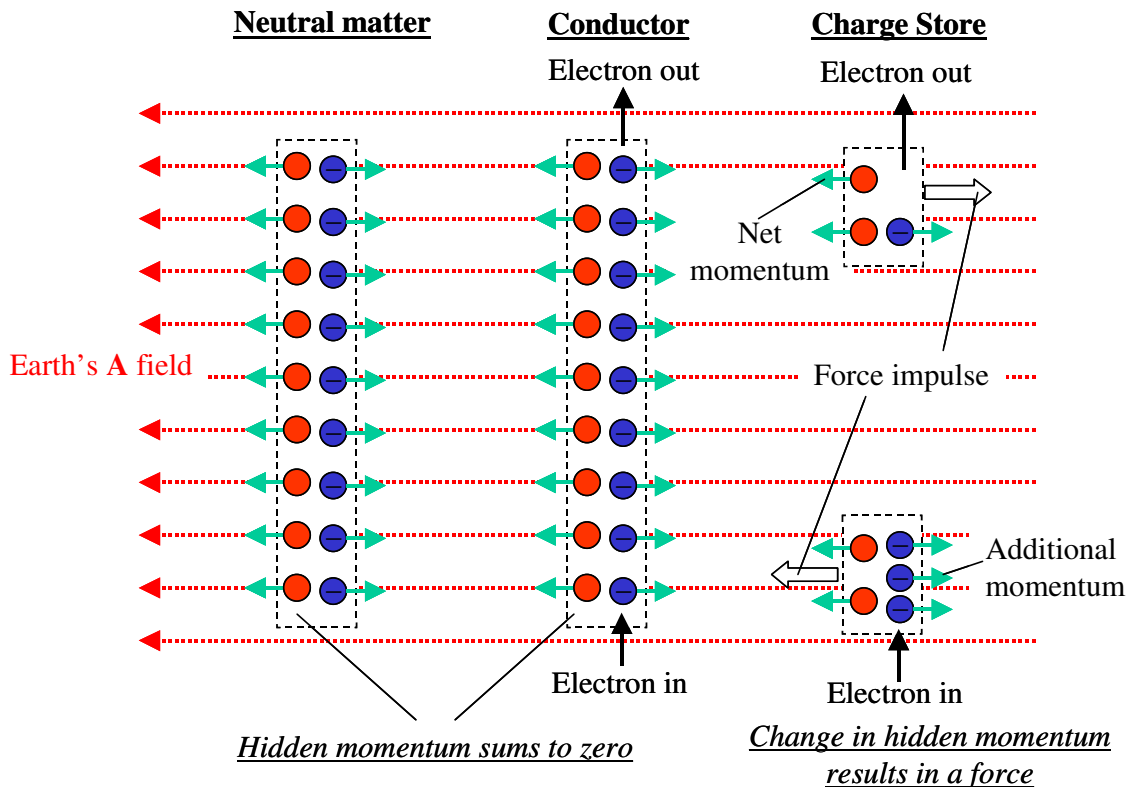 Neutral matter
Conductor
Charge Store
Electron out
Electron out
Net
momentum
Earth's A field
Force impulse
Additional
momentum
Electron in
Electron in
Hidden momentum sums to zero
Change in hidden momentum
results in a force